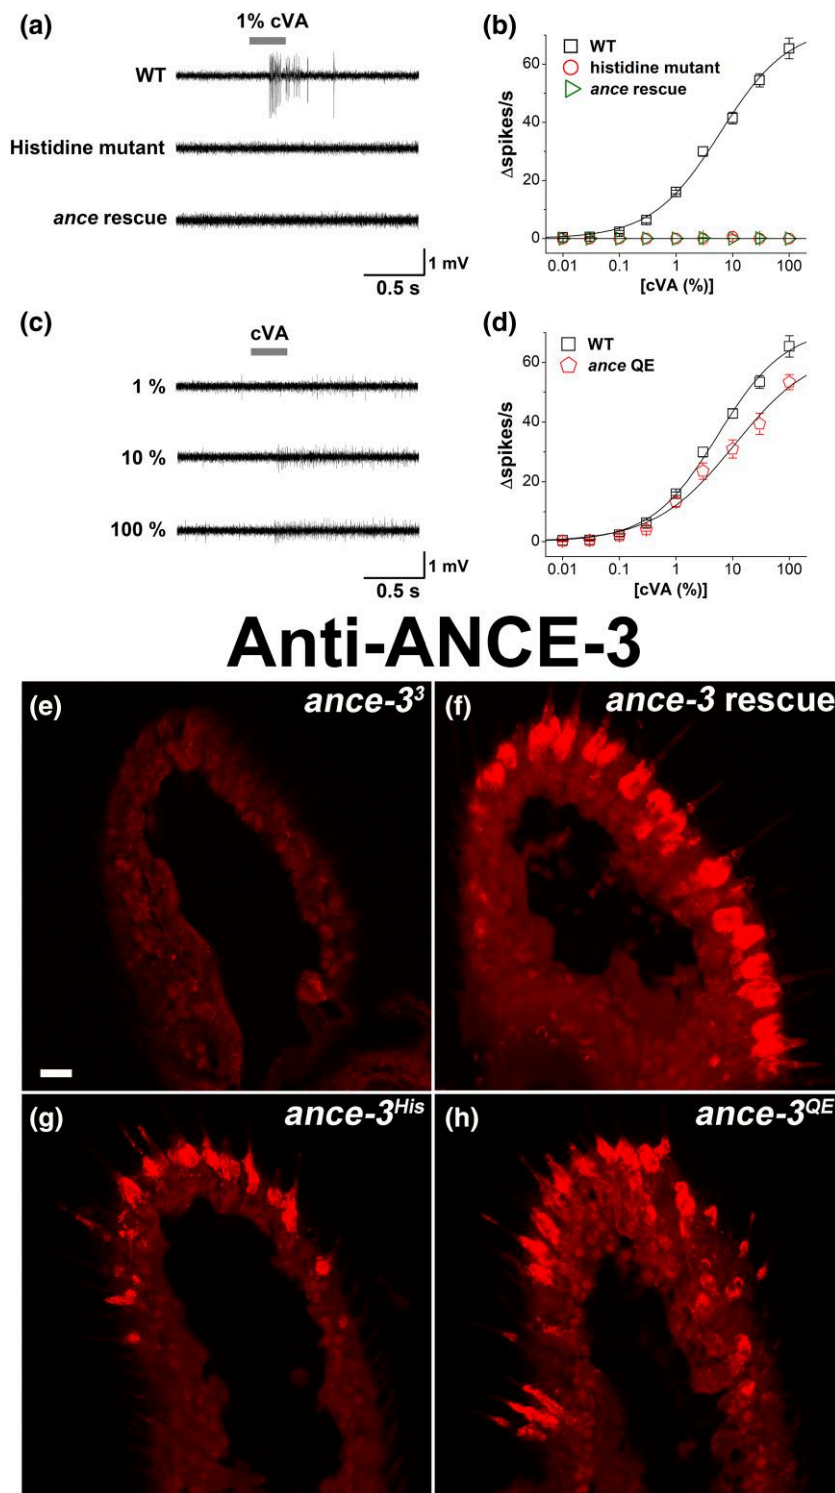 (a)
1% cVA
WT
Histidine mutant
ance rescue
1 mV
0.5 s
(b)
WT
histidine mutant
ance rescue
Δspikes/s
60
40
20
0
0.01 0.1 1 10 100
[cVA (%)]
(c)
cVA
1 %
10 %
100 %
1 mV
0.5 s
(d)
WT
ance QE
Δspikes/s
60
40
20
0
0.01 0.1 1 10 100
[cVA (%)]
Anti-ANCE-3
(e) ance-3³
(f) ance-3 rescue
(g) ance-3^His
(h) ance-3^QE